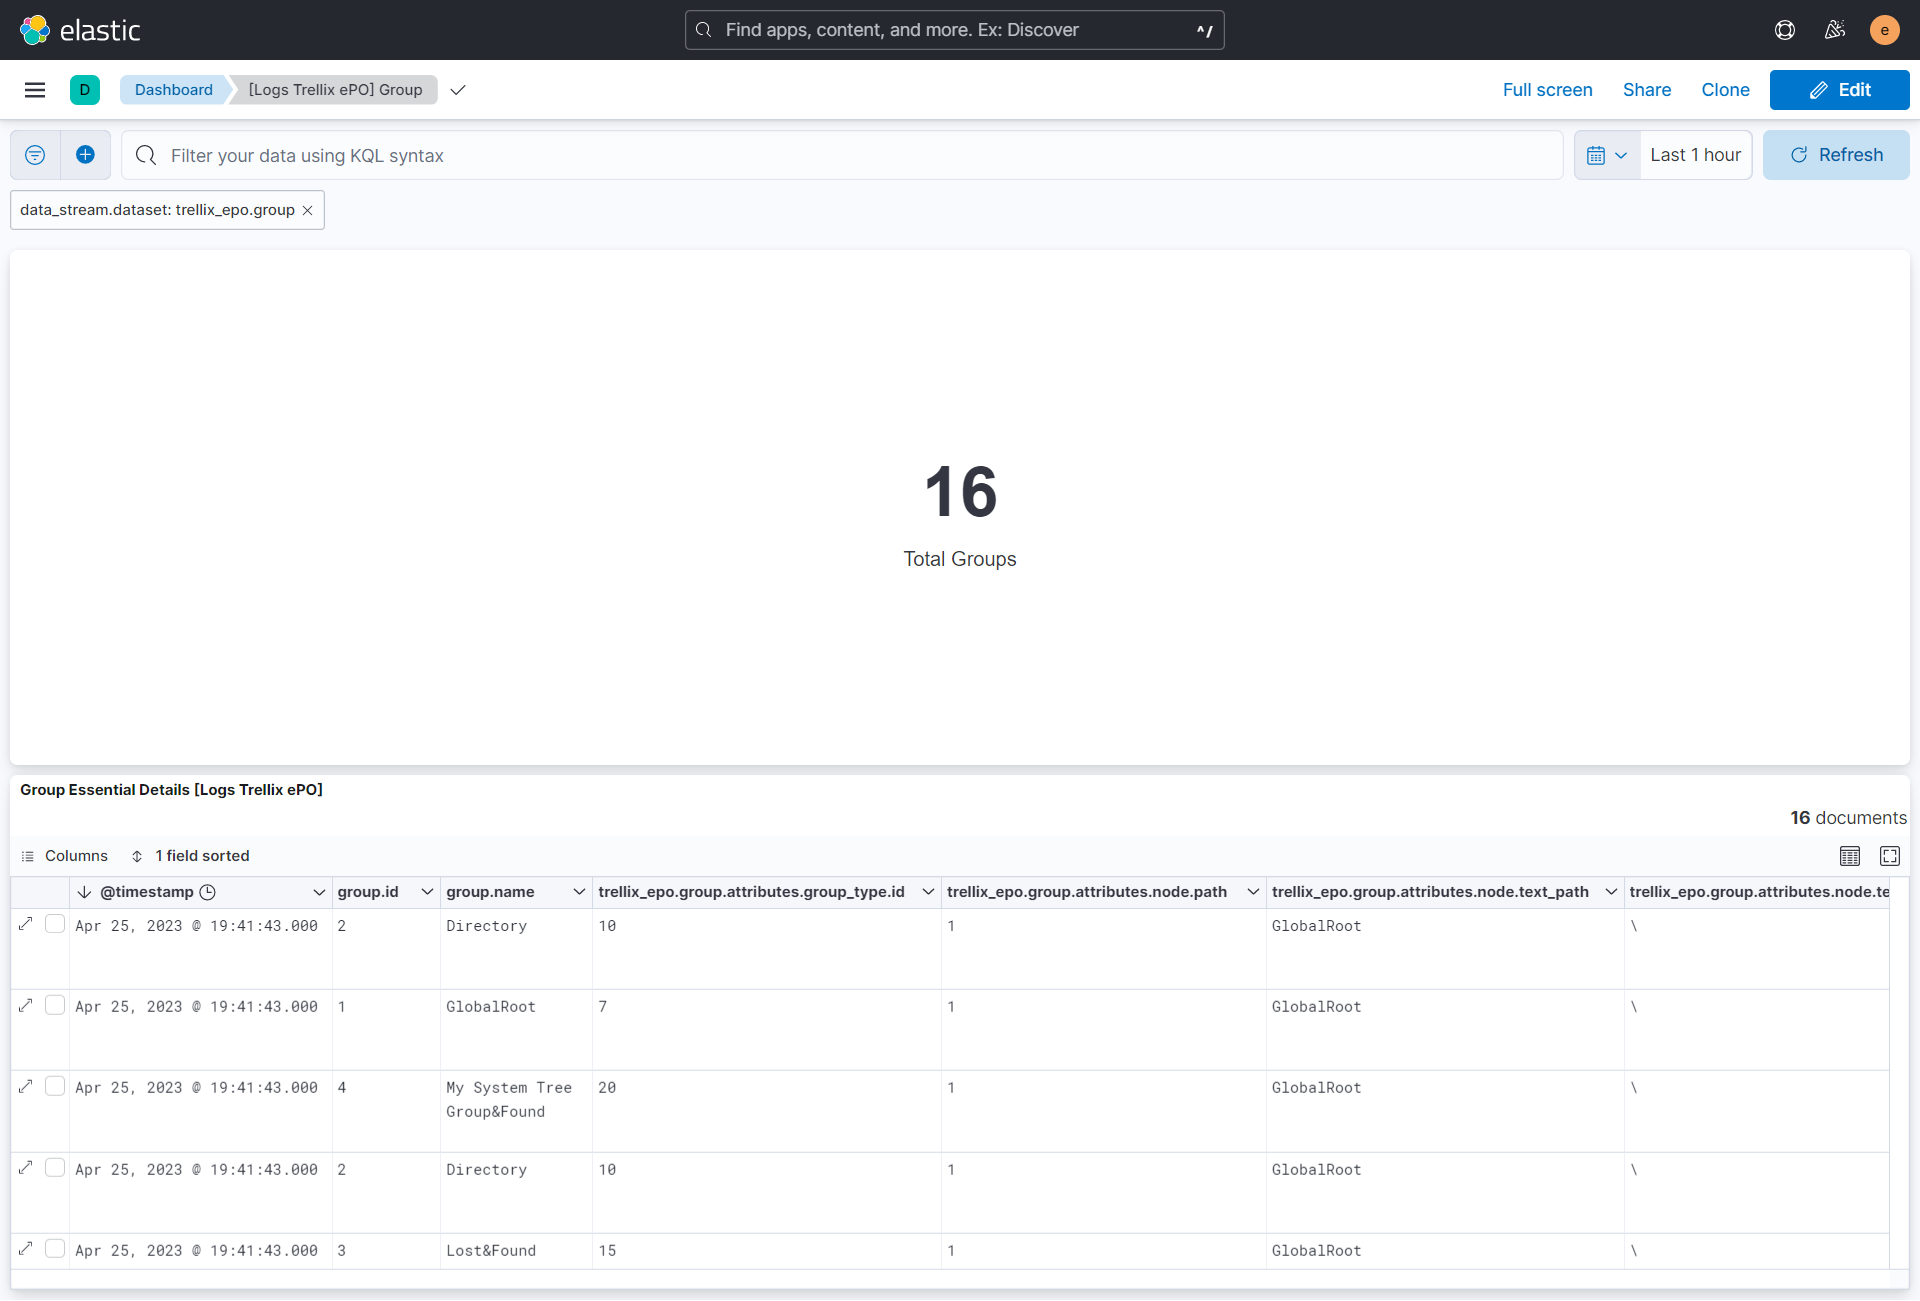 elastic
Find apps, content, and more. Ex: Discover ^/
e
D Dashboard [Logs Trellix ePO] Group Full screen Share Clone Edit
Filter your data using KQL syntax Last 1 hour Refresh
data_stream.dataset: trellix_epo.group
16
Total Groups
Group Essential Details [Logs Trellix ePO]
16 documents
Columns 1 field sorted
@timestamp group.id group.name trellix_epo.group.attributes.group_type.id trellix_epo.group.attributes.node.path trellix_epo.group.attributes.node.text_path trellix_epo.group.attributes.node.te
Apr 25, 2023 @ 19:41:43.000 2 Directory 10 1 GlobalRoot \
Apr 25, 2023 @ 19:41:43.000 1 GlobalRoot 7 1 GlobalRoot \
Apr 25, 2023 @ 19:41:43.000 4 My System Tree 20 1 GlobalRoot \
Group&Found
Apr 25, 2023 @ 19:41:43.000 2 Directory 10 1 GlobalRoot \
Apr 25, 2023 @ 19:41:43.000 3 Lost&Found 15 1 GlobalRoot \